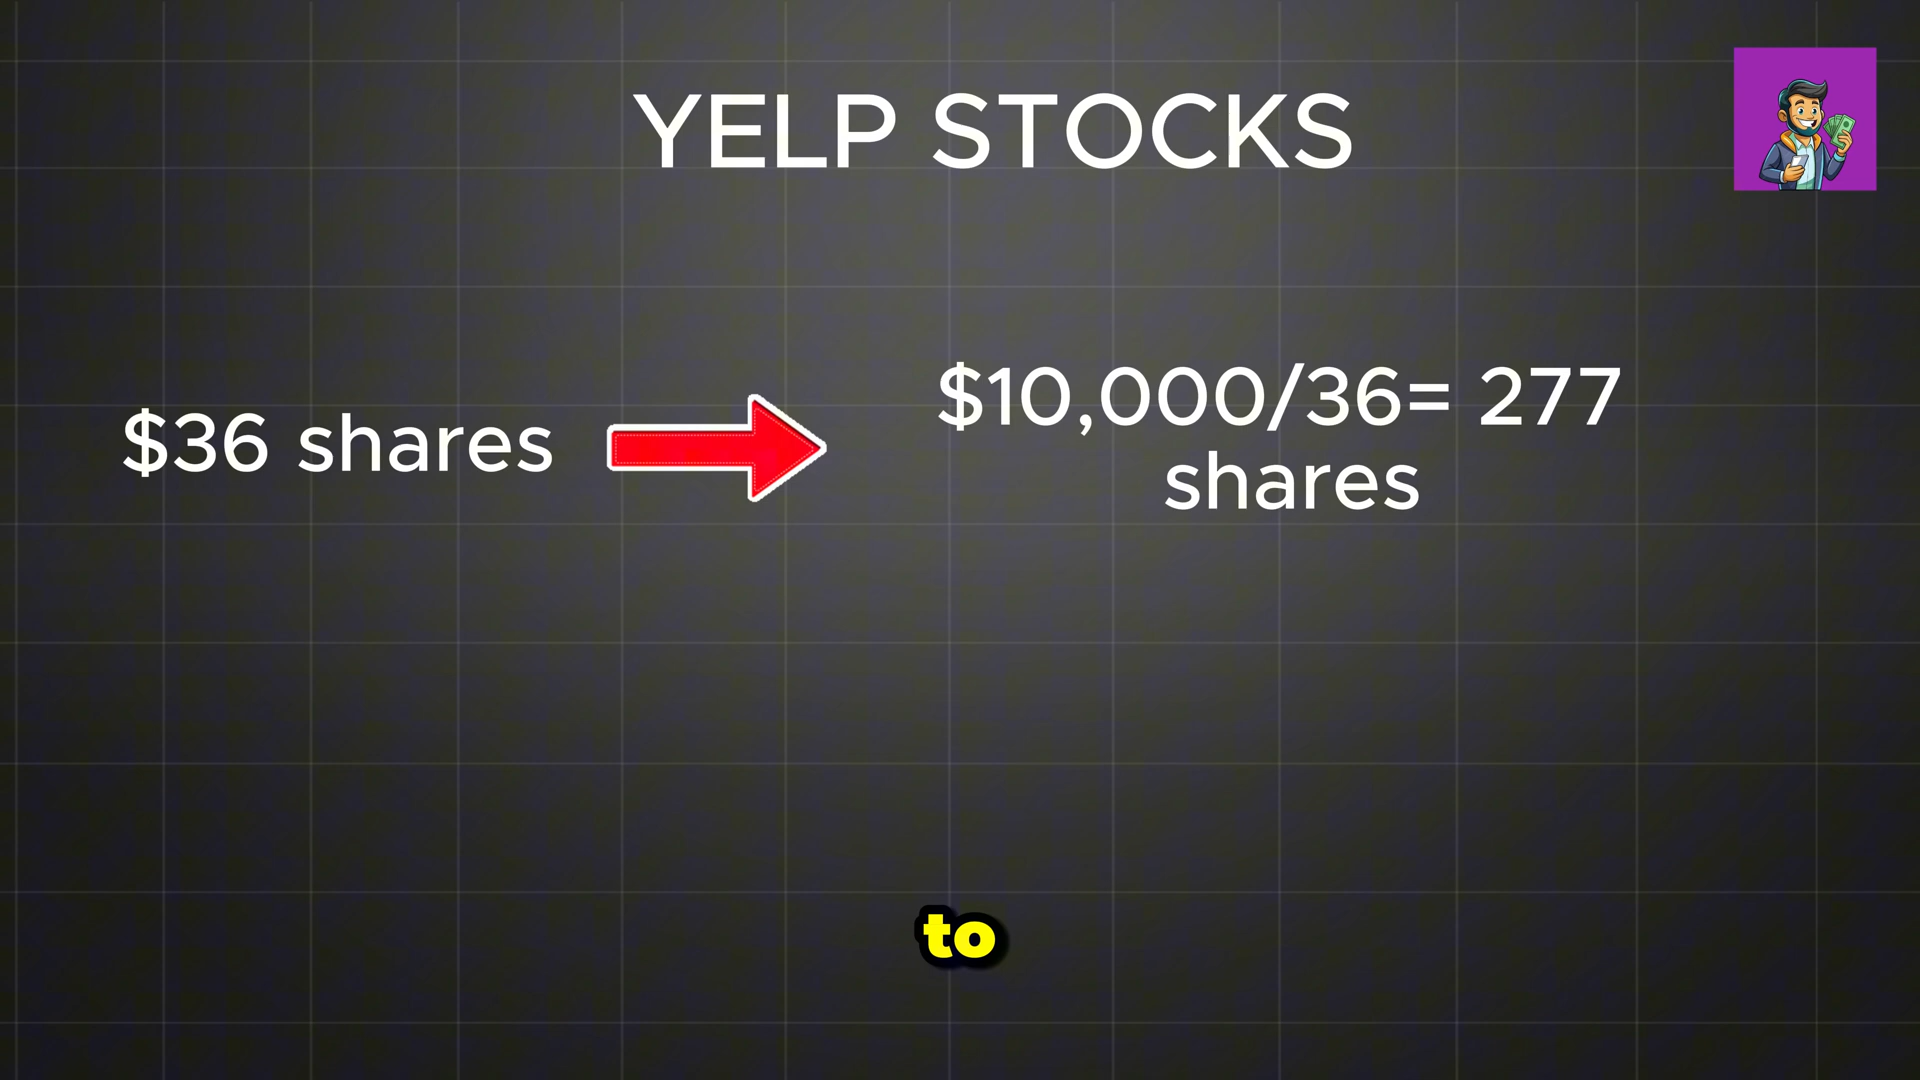 YELP STOCKS
$36 shares
$10,000/36= 277
shares
to